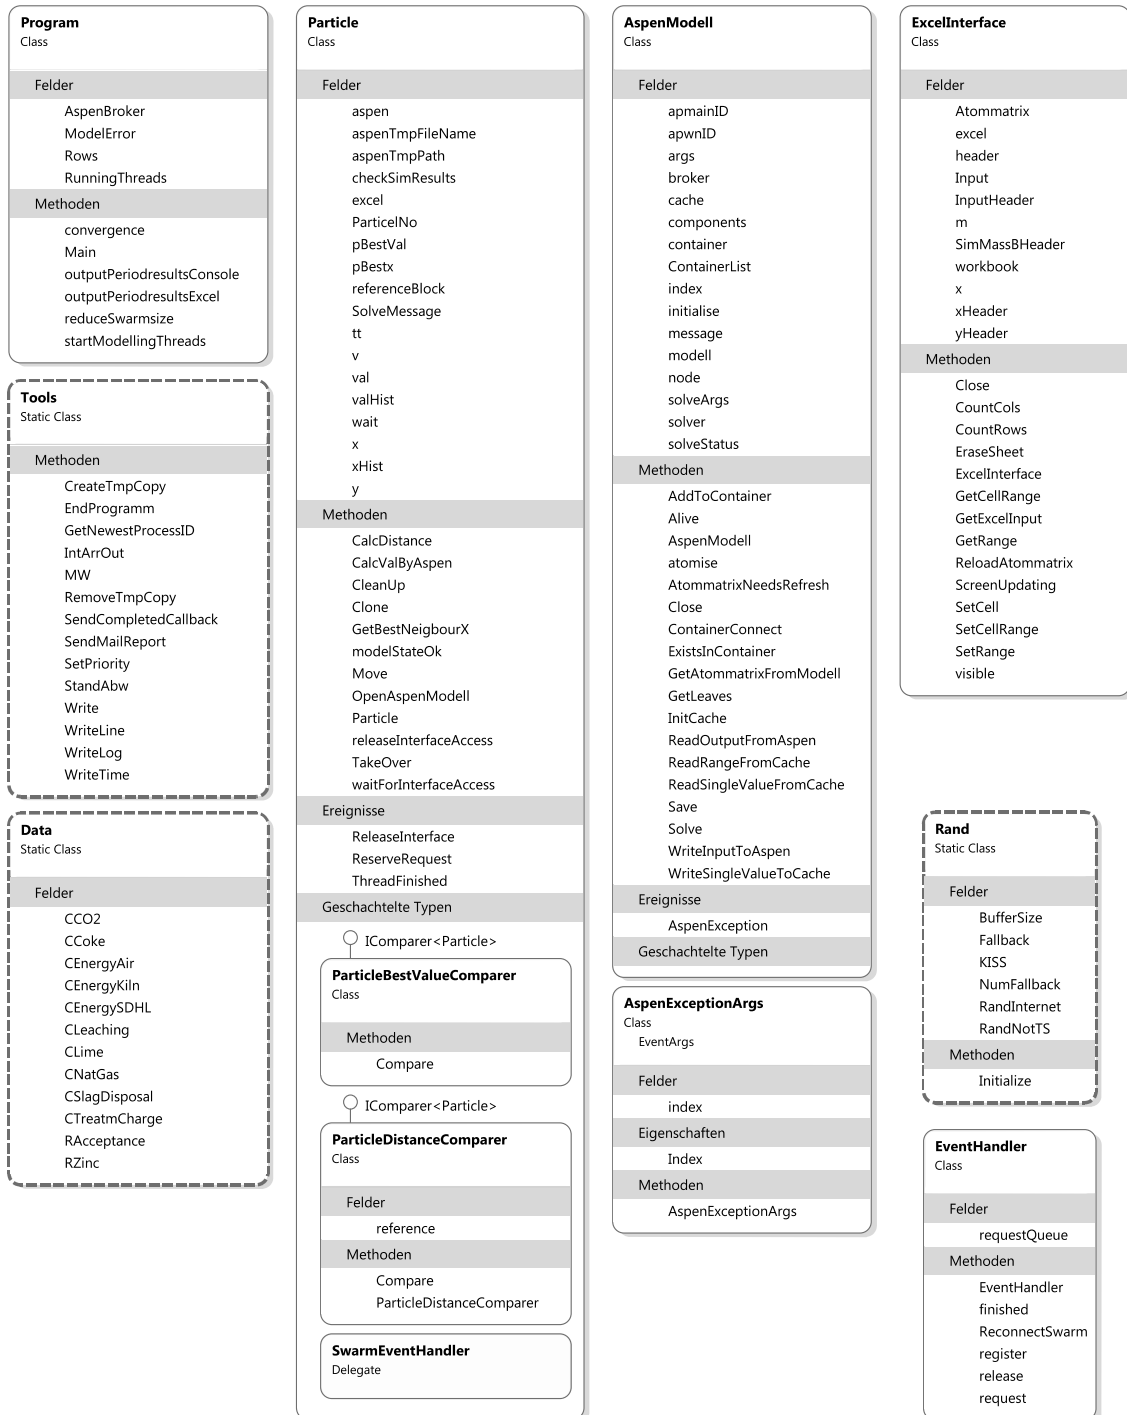 Program
Class
Felder
AspenBroker
ModelError
Rows
RunningThreads
Methoden
convergence
Main
outputPeriodresultsConsole
outputPeriodresultsExcel
reduceSwarmsize
startModellingThreads
Tools
Static Class
Methoden
CreateTmpCopy
EndProgramm
GetNewestProcessID
IntArrOut
MW
RemoveTmpCopy
SendCompletedCallback
SendMailReport
SetPriority
StandAbw
Write
WriteLine
WriteLog
WriteTime
Data
Static Class
Felder
CCO2
CCoke
CEnergyAir
CEnergyKiln
CEnergySDHL
CLeaching
CLime
CNatGas
CSlagDisposal
CTreatmCharge
RAcceptance
RZinc
Particle
Class
Felder
aspen
aspenTmpFileName
aspenTmpPath
checkSimResults
excel
ParticelNo
pBestVal
pBestx
referenceBlock
SolveMessage
tt
v
val
valHist
wait
x
xHist
y
Methoden
CalcDistance
CalcValByAspen
CleanUp
Clone
GetBestNeigbourX
modelStateOk
Move
OpenAspenModell
Particle
releaseInterfaceAccess
TakeOver
waitForInterfaceAccess
Ereignisse
ReleaseInterface
ReserveRequest
ThreadFinished
Geschachtelte Typen
IComparer<Particle>
ParticleBestValueComparer
Class
Methoden
Compare
IComparer<Particle>
ParticleDistanceComparer
Class
Felder
reference
Methoden
Compare
ParticleDistanceComparer
SwarmEventHandler
Delegate
AspenModell
Class
Felder
apmainID
apwnID
args
broker
cache
components
container
ContainerList
index
initialise
message
modell
node
solveArgs
solver
solveStatus
Methoden
AddToContainer
Alive
AspenModell
atomise
AtommatrixNeedsRefresh
Close
ContainerConnect
ExistsInContainer
GetAtommatrixFromModell
GetLeaves
InitCache
ReadOutputFromAspen
ReadRangeFromCache
ReadSingleValueFromCache
Save
Solve
WriteInputToAspen
WriteSingleValueToCache
Ereignisse
AspenException
Geschachtelte Typen
AspenExceptionArgs
Class
EventArgs
Felder
index
Eigenschaften
Index
Methoden
AspenExceptionArgs
ExcelInterface
Class
Felder
Atommatrix
excel
header
Input
InputHeader
m
SimMassBHeader
workbook
x
xHeader
yHeader
Methoden
Close
CountCols
CountRows
EraseSheet
ExcelInterface
GetCellRange
GetExcelInput
GetRange
ReloadAtommatrix
ScreenUpdating
SetCell
SetCellRange
SetRange
visible
Rand
Static Class
Felder
BufferSize
Fallback
KISS
NumFallback
RandInternet
RandNotTS
Methoden
Initialize
EventHandler
Class
Felder
requestQueue
Methoden
EventHandler
finished
ReconnectSwarm
register
release
request